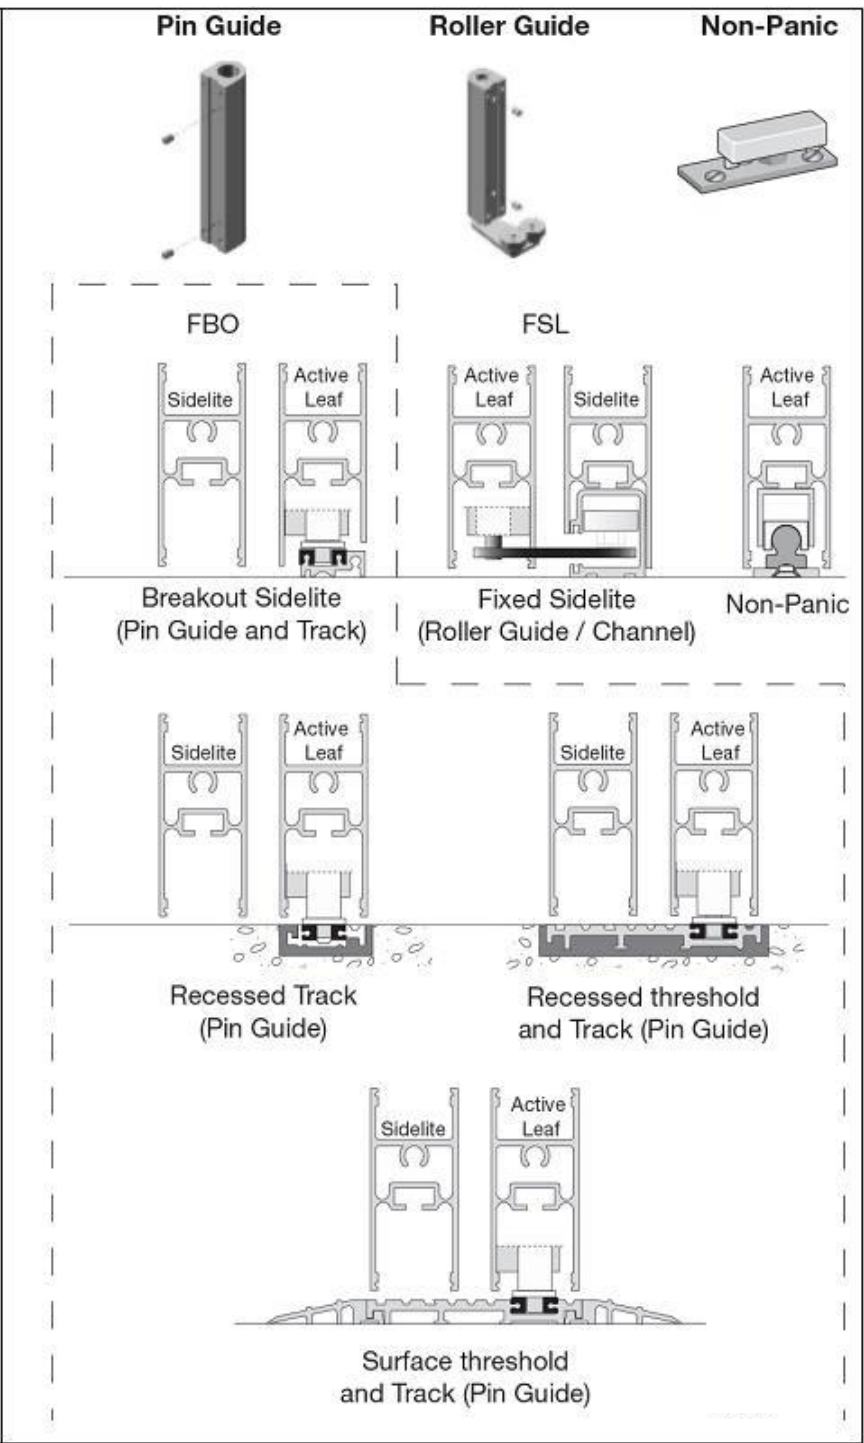 Pin Guide
Roller Guide
Non-Panic
FBO
FSL
Sidelite
Active
Leaf
Active
Leaf
Sidelite
Active
Leaf
Breakout Sidelite
(Pin Guide and Track)
Fixed Sidelite
(Roller Guide / Channel)
Non-Panic
Sidelite
Active
Leaf
Sidelite
Active
Leaf
Recessed Track
(Pin Guide)
Recessed threshold
and Track (Pin Guide)
Sidelite
Active
Leaf
Surface threshold
and Track (Pin Guide)